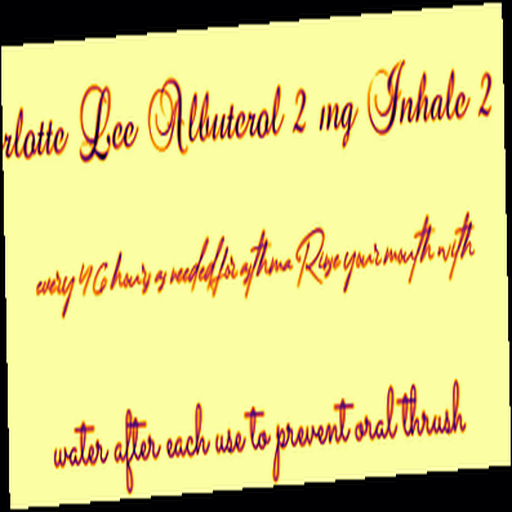 rlotte Lee Albuterol 2 mg Inhale 2
every 4 6 hours as needed for asthma Rinse your mouth with
water after each use to prevent oral thrush